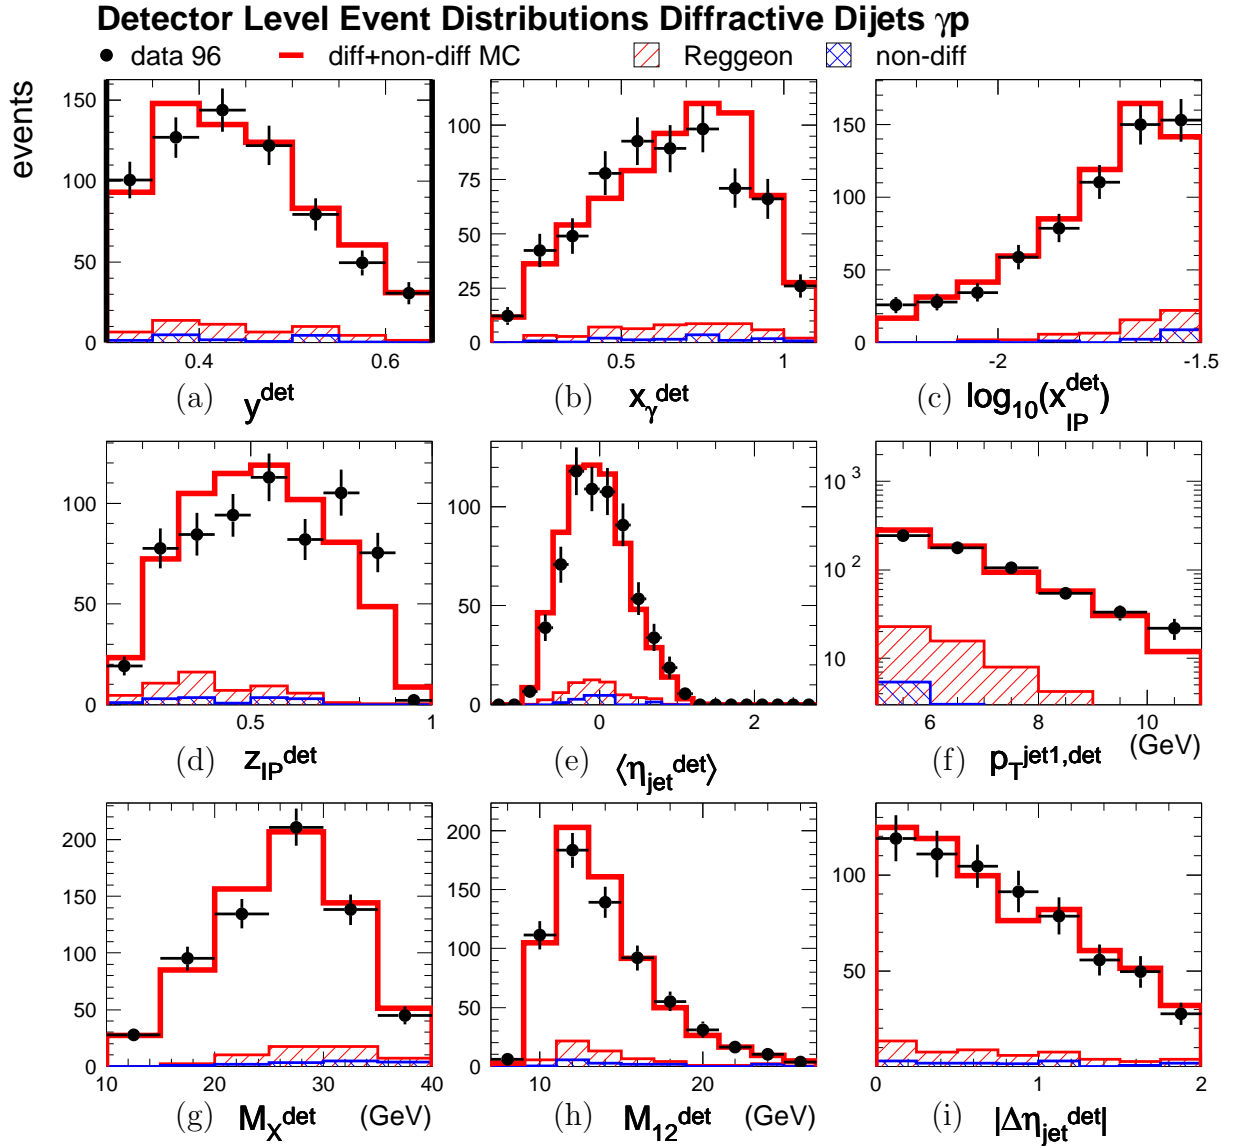 Detector Level Event Distributions Diffractive Dijets γp
data 96 diff+non-diff MC Reggeon non-diff
events
150
100
50
0
0.4 0.6
(a) y^det
100
75
50
25
0
0.5 1
(b) x_γ^det
150
100
50
0
-2 -1.5
(c) log_10(x_IP^det)
100
50
0
0.5 1
(d) z_IP^det
100
50
0
0 2
(e) ⟨η_jet^det⟩
10^3
10^2
10
6 8 10
(GeV)
(f) p_T^jet1,det
200
150
100
50
0
10 20 30 40
(g) M_X^det (GeV)
200
150
100
50
0
10 20
(h) M_12^det (GeV)
100
50
0
0 1 2
(i) |Δη_jet^det|